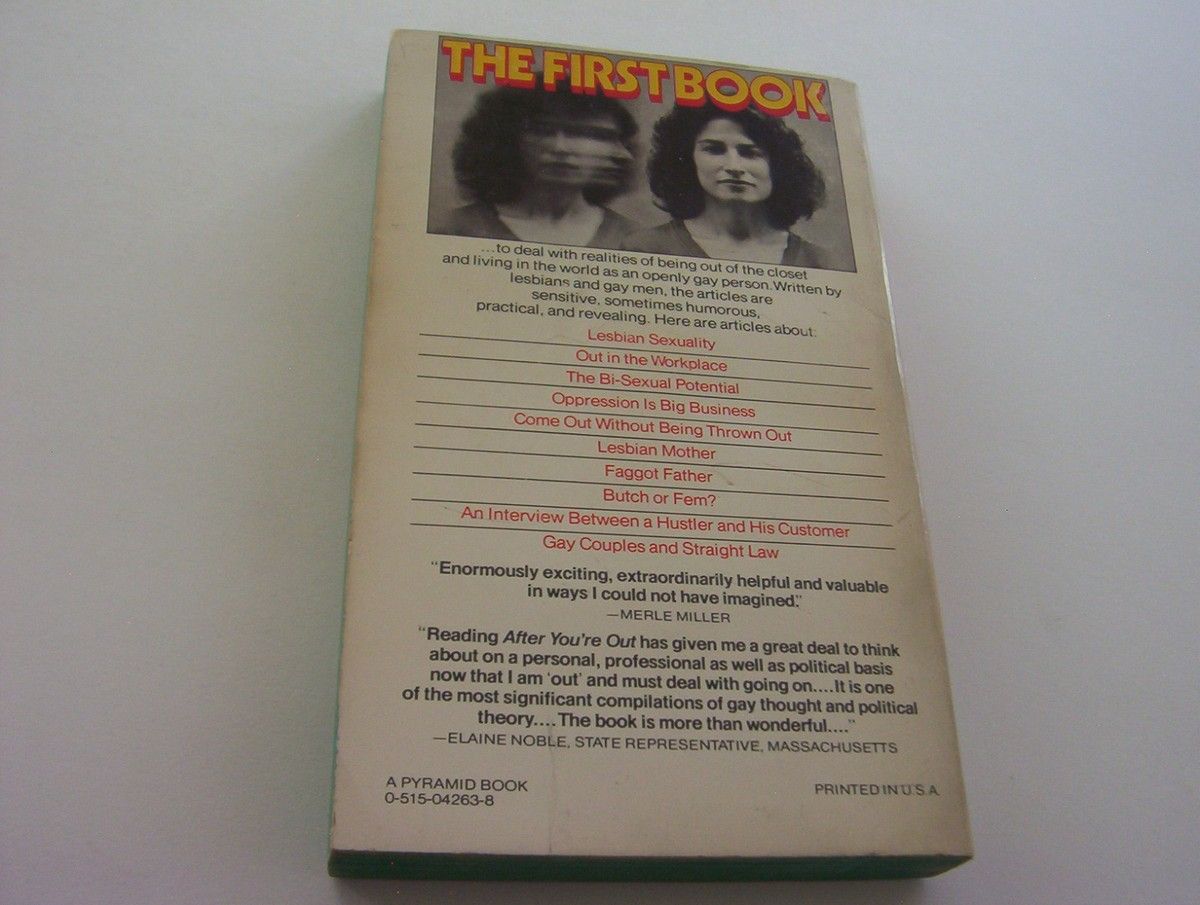 THE FIRST BOOK
...to deal with realities of being out of the closet
and living in the world as an openly gay person. Written by
lesbians and gay men, the articles are
sensitive, sometimes humorous,
practical, and revealing. Here are articles about:
Lesbian Sexuality
Out in the Workplace
The Bi-Sexual Potential
Oppression Is Big Business
Come Out Without Being Thrown Out
Lesbian Mother
Faggot Father
Butch or Fem?
An Interview Between a Hustler and His Customer
Gay Couples and Straight Law
"Enormously exciting, extraordinarily helpful and valuable
in ways I could not have imagined."
—MERLE MILLER
"Reading After You're Out has given me a great deal to think
about on a personal, professional as well as political basis
now that I am 'out' and must deal with going on....It is one
of the most significant compilations of gay thought and political
theory....The book is more than wonderful...."
—ELAINE NOBLE, STATE REPRESENTATIVE, MASSACHUSETTS
A PYRAMID BOOK
0-515-04263-8
PRINTED IN U.S.A.